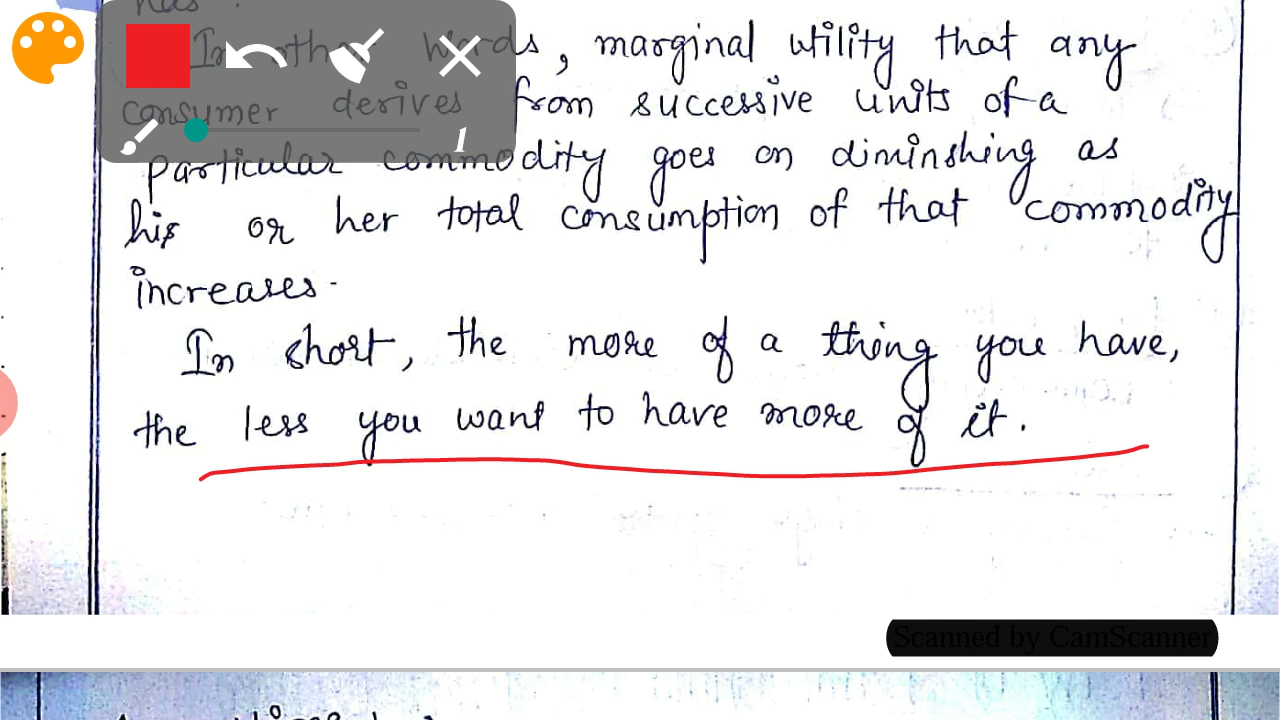 has.
In other words, marginal utility that any
consumer derives from successive units of a
particular commodity goes on diminshing as
his or her total consumption of that commodity
increases.
In short, the more of a thing you have,
the less you want to have more of it.
Scanned by CamScanner